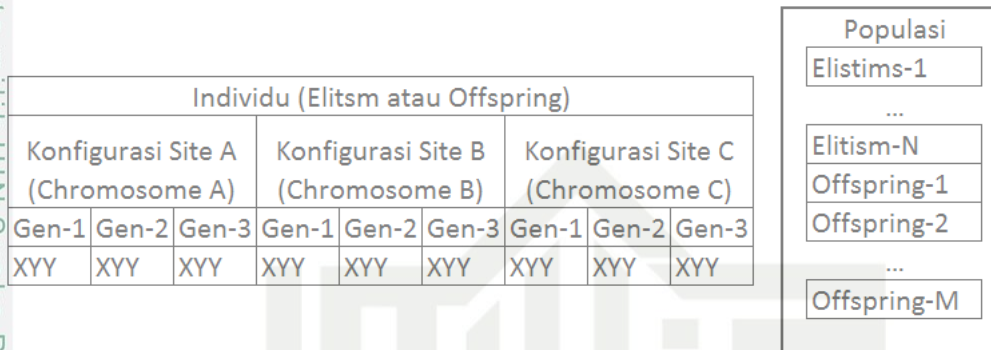 Individu (Elitsm atau Offspring)
Konfigurasi Site A Konfigurasi Site B Konfigurasi Site C
(Chromosome A) (Chromosome B) (Chromosome C)
Gen-1 Gen-2 Gen-3 Gen-1 Gen-2 Gen-3 Gen-1 Gen-2 Gen-3
XYY XYY XYY XYY XYY XYY XYY XYY XYY
Populasi
Elistims-1
...
Elitism-N
Offspring-1
Offspring-2
...
Offspring-M